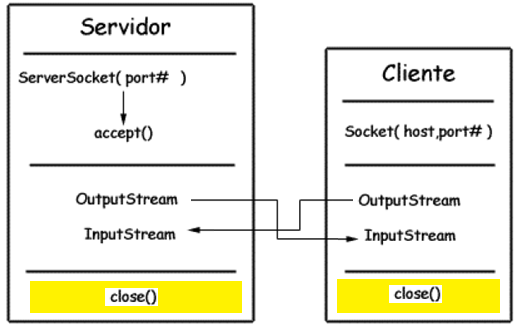 Servidor
ServerSocket( port# )
accept()
OutputStream
InputStream
close()
Cliente
Socket( host,port# )
OutputStream
InputStream
close()